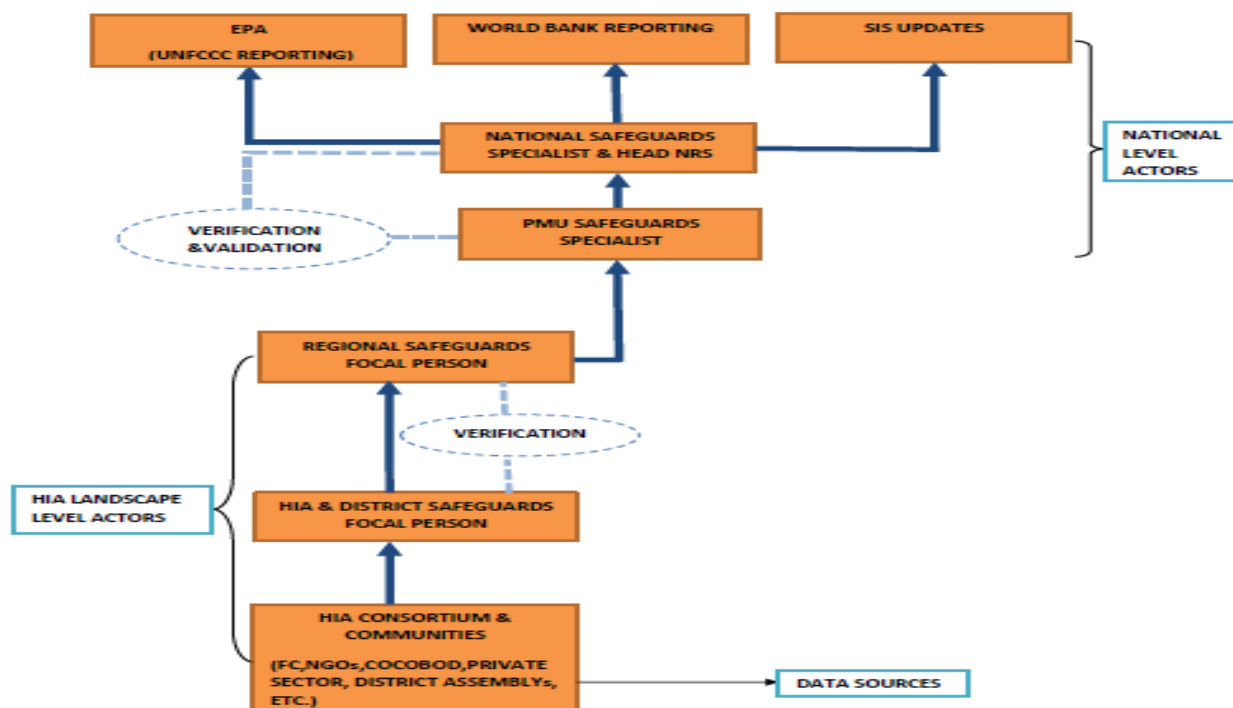 EPA
(UNFCCC REPORTING)
WORLD BANK REPORTING
SIS UPDATES
NATIONAL SAFEGUARDS
SPECIALIST & HEAD NRS
NATIONAL
LEVEL
ACTORS
VERIFICATION
&VALIDATION
PMU SAFEGUARDS
SPECIALIST
REGIONAL SAFEGUARDS
FOCAL PERSON
VERIFICATION
HIA LANDSCAPE
LEVEL ACTORS
HIA & DISTRICT SAFEGUARDS
FOCAL PERSON
HIA CONSORTIUM &
COMMUNITIES
(FC,NGOs,COCOBOD,PRIVATE
SECTOR, DISTRICT ASSEMBLYs,
ETC.)
DATA SOURCES